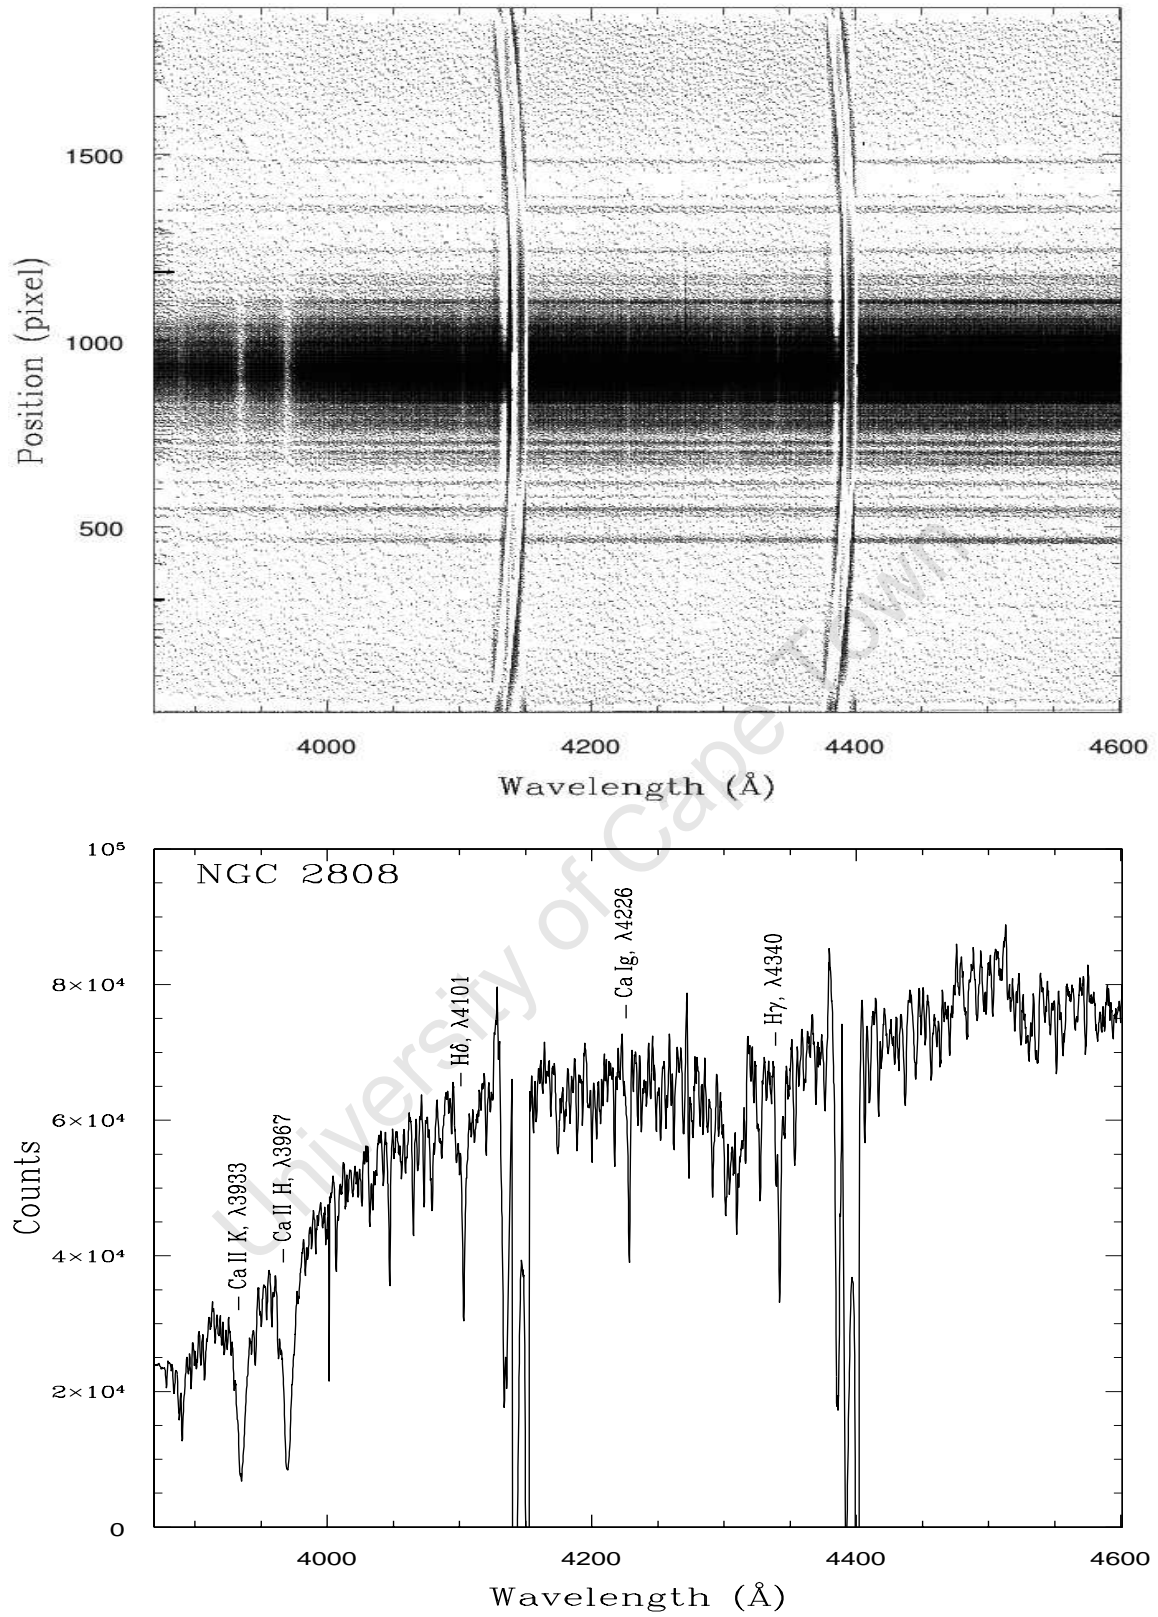 1500
1000
500
Position (pixel)
4000 4200 4400 4600
Wavelength (Å)
University of Cape Town
10⁵
8×10⁴
6×10⁴
4×10⁴
2×10⁴
0
Counts
NGC 2808
Ca II K, λ3933
Ca II H, λ3967
Hδ, λ4101
Ca Ig, λ4226
Hγ, λ4340
4000 4200 4400 4600
Wavelength (Å)